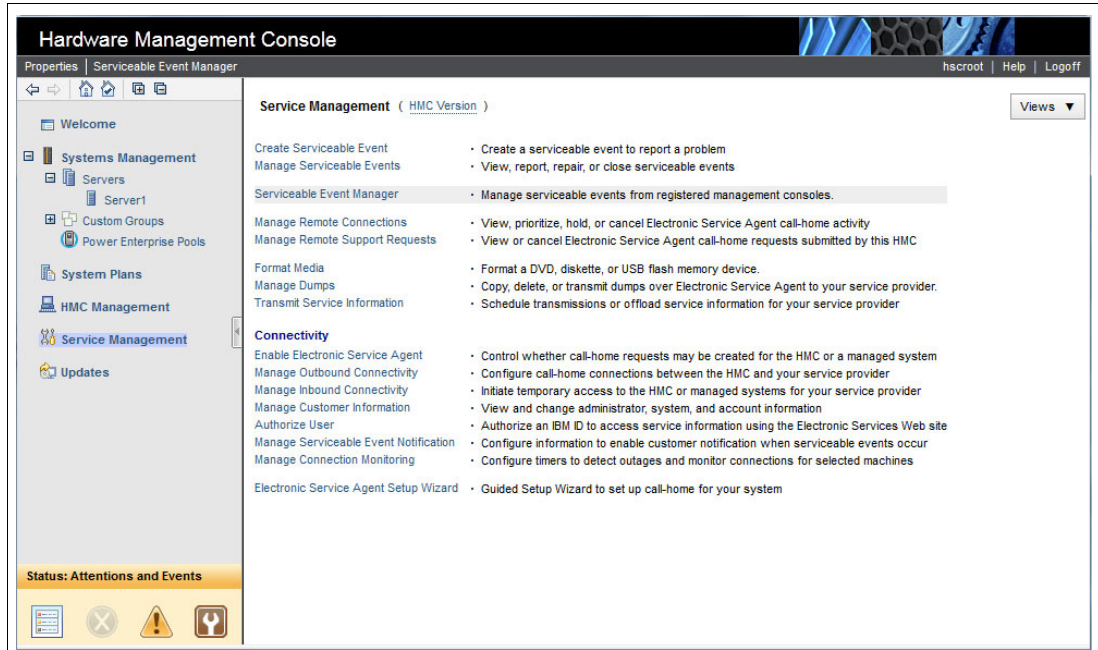 Hardware Management Console
Properties | Serviceable Event Manager
hscroot | Help | Logoff
Welcome
Systems Management
Servers
Server1
Custom Groups
Power Enterprise Pools
System Plans
HMC Management
Service Management
Updates
Status: Attentions and Events
Service Management ( HMC Version )
Views ▼
Create Serviceable Event • Create a serviceable event to report a problem
Manage Serviceable Events • View, report, repair, or close serviceable events
Serviceable Event Manager • Manage serviceable events from registered management consoles.
Manage Remote Connections • View, prioritize, hold, or cancel Electronic Service Agent call-home activity
Manage Remote Support Requests • View or cancel Electronic Service Agent call-home requests submitted by this HMC
Format Media • Format a DVD, diskette, or USB flash memory device.
Manage Dumps • Copy, delete, or transmit dumps over Electronic Service Agent to your service provider.
Transmit Service Information • Schedule transmissions or offload service information for your service provider
Connectivity
Enable Electronic Service Agent • Control whether call-home requests may be created for the HMC or a managed system
Manage Outbound Connectivity • Configure call-home connections between the HMC and your service provider
Manage Inbound Connectivity • Initiate temporary access to the HMC or managed systems for your service provider
Manage Customer Information • View and change administrator, system, and account information
Authorize User • Authorize an IBM ID to access service information using the Electronic Services Web site
Manage Serviceable Event Notification • Configure information to enable customer notification when serviceable events occur
Manage Connection Monitoring • Configure timers to detect outages and monitor connections for selected machines
Electronic Service Agent Setup Wizard • Guided Setup Wizard to set up call-home for your system